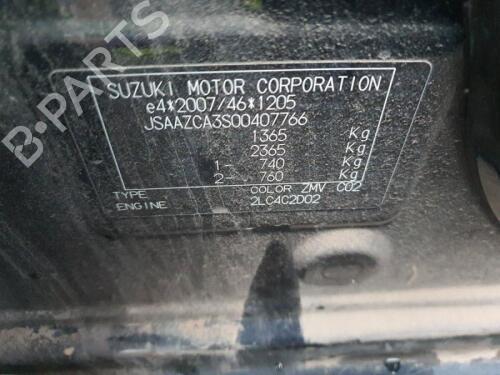 SUZUKI MOTOR CORPORATION
e4*2007/46*1205
JSAAZCA3S00407766
1365 Kg
2365 Kg
1- 740 Kg
2- 760 Kg
TYPE COLOR ZMV C02
ENGINE 2LC4C2D02
B-PARTS